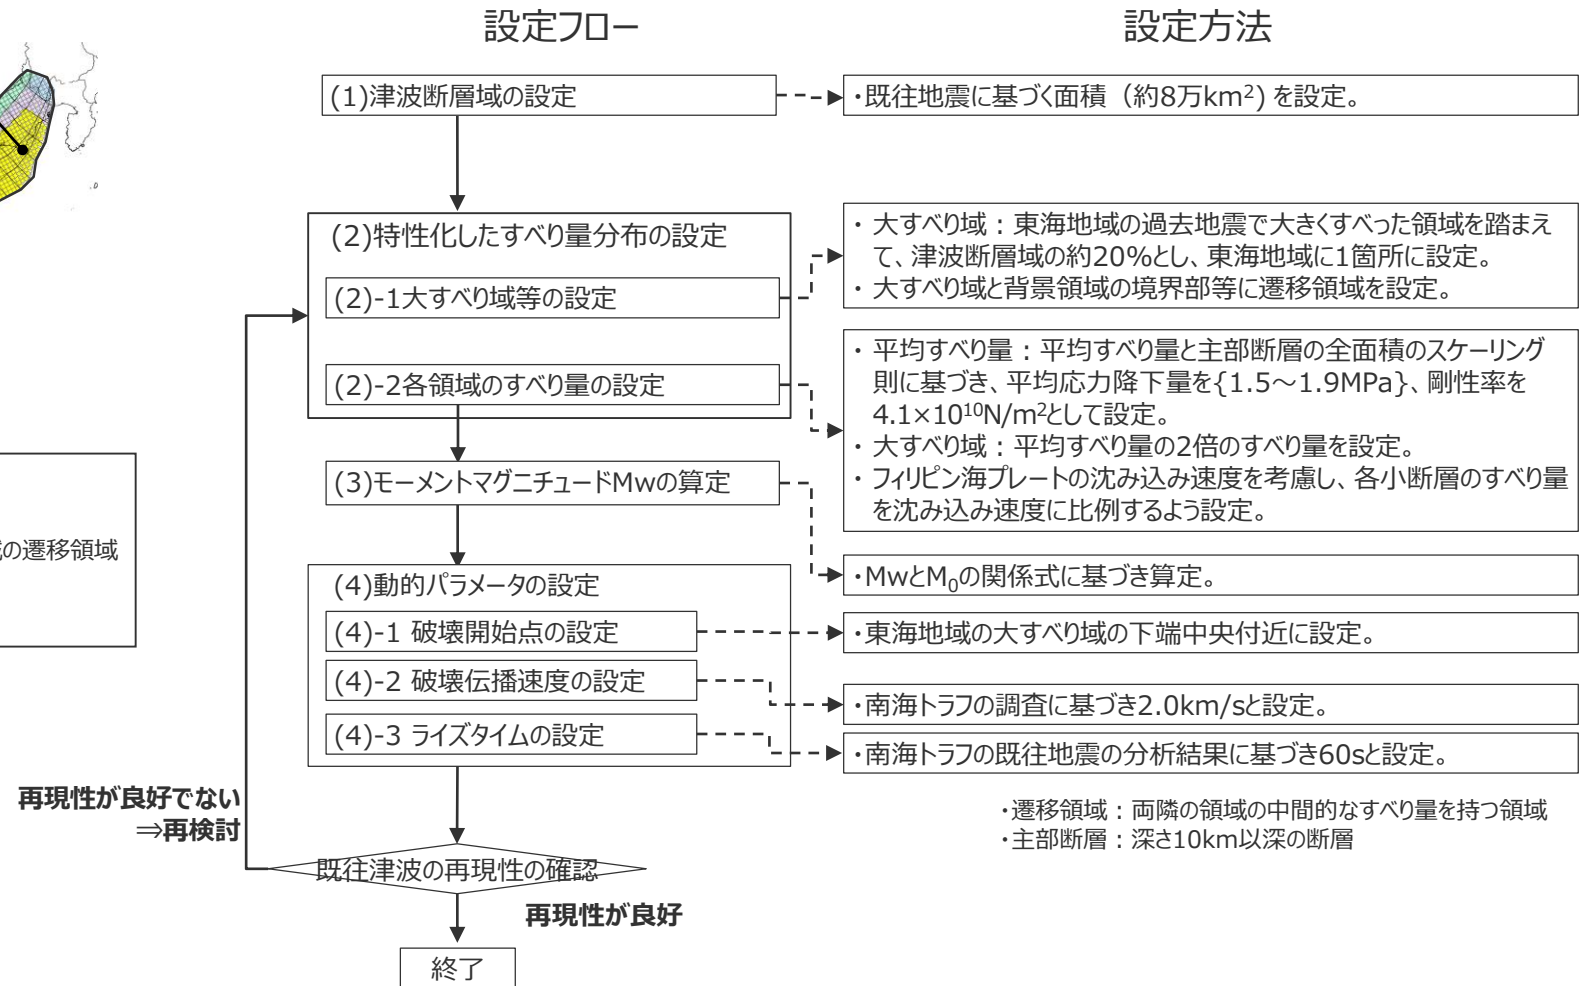 設定フロー
設定方法
(1)津波断層域の設定
・既往地震に基づく面積（約8万km²) を設定。
(2)特性化したすべり量分布の設定
(2)-1大すべり域等の設定
・ 大すべり域：東海地域の過去地震で大きくすべった領域を踏まえ
て、津波断層域の約20%とし、東海地域に1箇所に設定。
・ 大すべり域と背景領域の境界部等に遷移領域を設定。
(2)-2各領域のすべり量の設定
・ 平均すべり量：平均すべり量と主部断層の全面積のスケーリング
則に基づき、平均応力降下量を{1.5～1.9MPa}、剛性率を
4.1×10¹⁰N/m²として設定。
・ 大すべり域：平均すべり量の2倍のすべり量を設定。
・ フィリピン海プレートの沈み込み速度を考慮し、各小断層のすべり量
を沈み込み速度に比例するよう設定。
(3)モーメントマグニチュードMwの算定
・MwとM₀の関係式に基づき算定。
の遷移領域
(4)動的パラメータの設定
(4)-1 破壊開始点の設定
・東海地域の大すべり域の下端中央付近に設定。
(4)-2 破壊伝播速度の設定
・南海トラフの調査に基づき2.0km/sと設定。
(4)-3 ライズタイムの設定
・南海トラフの既往地震の分析結果に基づき60sと設定。
再現性が良好でない
⇒再検討
・遷移領域：両隣の領域の中間的なすべり量を持つ領域
・主部断層：深さ10km以深の断層
既往津波の再現性の確認
再現性が良好
終了